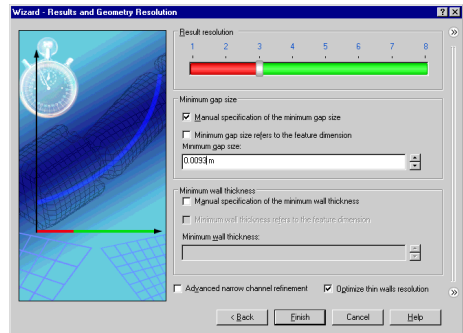 Wizard - Results and Geometry Resolution
Result resolution
1 2 3 4 5 6 7 8
Minimum gap size
Manual specification of the minimum gap size
Minimum gap size refers to the feature dimension
Minimum gap size:
0.0093 m
Minimum wall thickness
Manual specification of the minimum wall thickness
Minimum wall thickness refers to the feature dimension
Minimum wall thickness:
Advanced narrow channel refinement
Optimize thin walls resolution
< Back
Finish
Cancel
Help